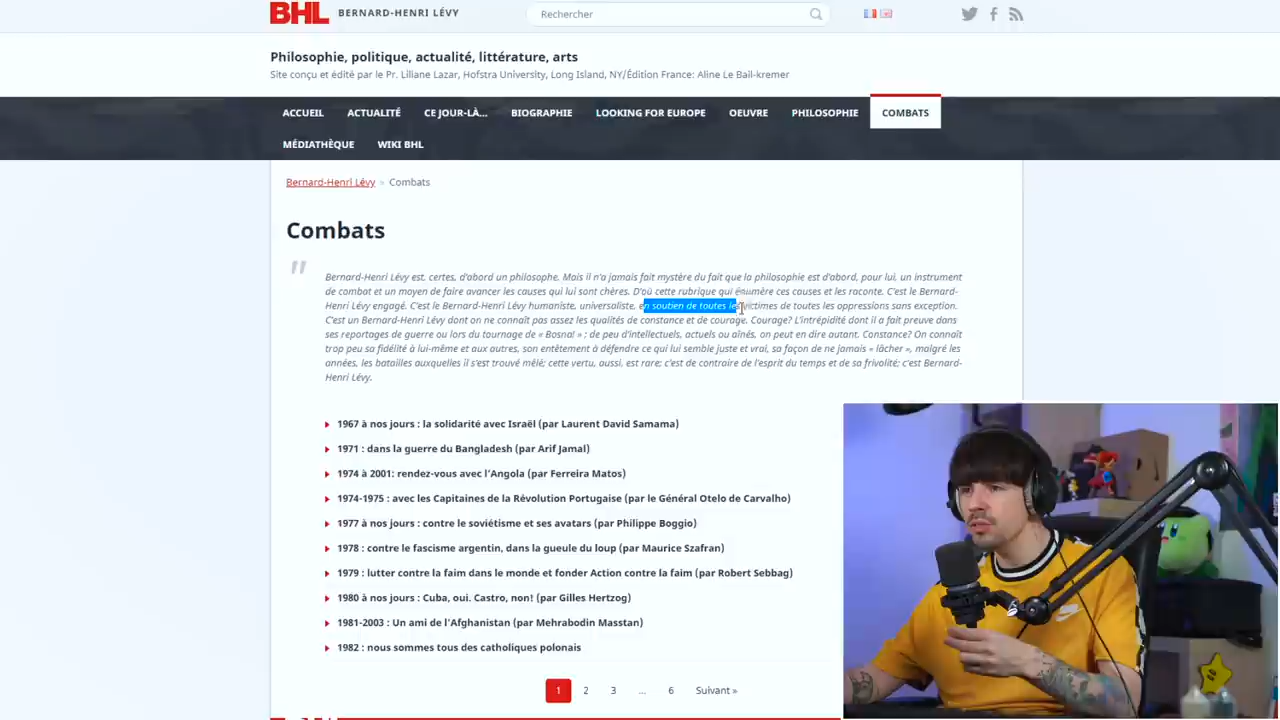 BHL BERNARD-HENRI LÉVY
Rechercher
Philosophie, politique, actualité, littérature, arts
Site conçu et édité par le Pr. Liliane Lazar, Hofstra University, Long Island, NY/Édition France: Aline Le Bail-kremer
ACCUEIL ACTUALITÉ CE JOUR-LÀ... BIOGRAPHIE LOOKING FOR EUROPE OEUVRE PHILOSOPHIE COMBATS
MÉDIATHÈQUE WIKI BHL
Bernard-Henri Lévy » Combats
Combats
Bernard-Henri Lévy est, certes, d'abord un philosophe. Mais il n'a jamais fait mystère du fait que la philosophie est d'abord, pour lui, un instrument
de combat et un moyen de faire avancer les causes qui lui sont chères. D'où cette rubrique qui énumère ces causes et les raconte. C'est le Bernard-
Henri Lévy engagé. C'est le Bernard-Henri Lévy humaniste, universaliste, en soutien de toutes les victimes de toutes les oppressions sans exception.
C'est un Bernard-Henri Lévy dont on ne connaît pas assez les qualités de constance et de courage. Courage? L'intrépidité dont il a fait preuve dans
ses reportages de guerre ou lors du tournage de « Bosna! » ; de peu d'intellectuels, actuels ou aînés, on peut en dire autant. Constance? On connaît
trop peu sa fidélité à lui-même et aux autres, son entêtement à défendre ce qui lui semble juste et vrai, sa façon de ne jamais « lâcher », malgré les
années, les batailles auxquelles il s'est trouvé mêlé; cette vertu, aussi, est rare; c'est de contraire de l'esprit du temps et de sa frivolité; c'est Bernard-
Henri Lévy.
1967 à nos jours : la solidarité avec Israël (par Laurent David Samama)
1971 : dans la guerre du Bangladesh (par Arif Jamal)
1974 à 2001: rendez-vous avec l'Angola (par Ferreira Matos)
1974-1975 : avec les Capitaines de la Révolution Portugaise (par le Général Otelo de Carvalho)
1977 à nos jours : contre le soviétisme et ses avatars (par Philippe Boggio)
1978 : contre le fascisme argentin, dans la gueule du loup (par Maurice Szafran)
1979 : lutter contre la faim dans le monde et fonder Action contre la faim (par Robert Sebbag)
1980 à nos jours : Cuba, oui. Castro, non! (par Gilles Hertzog)
1981-2003 : Un ami de l'Afghanistan (par Mehrabodin Masstan)
1982 : nous sommes tous des catholiques polonais
1 2 3 ... 6 Suivant »